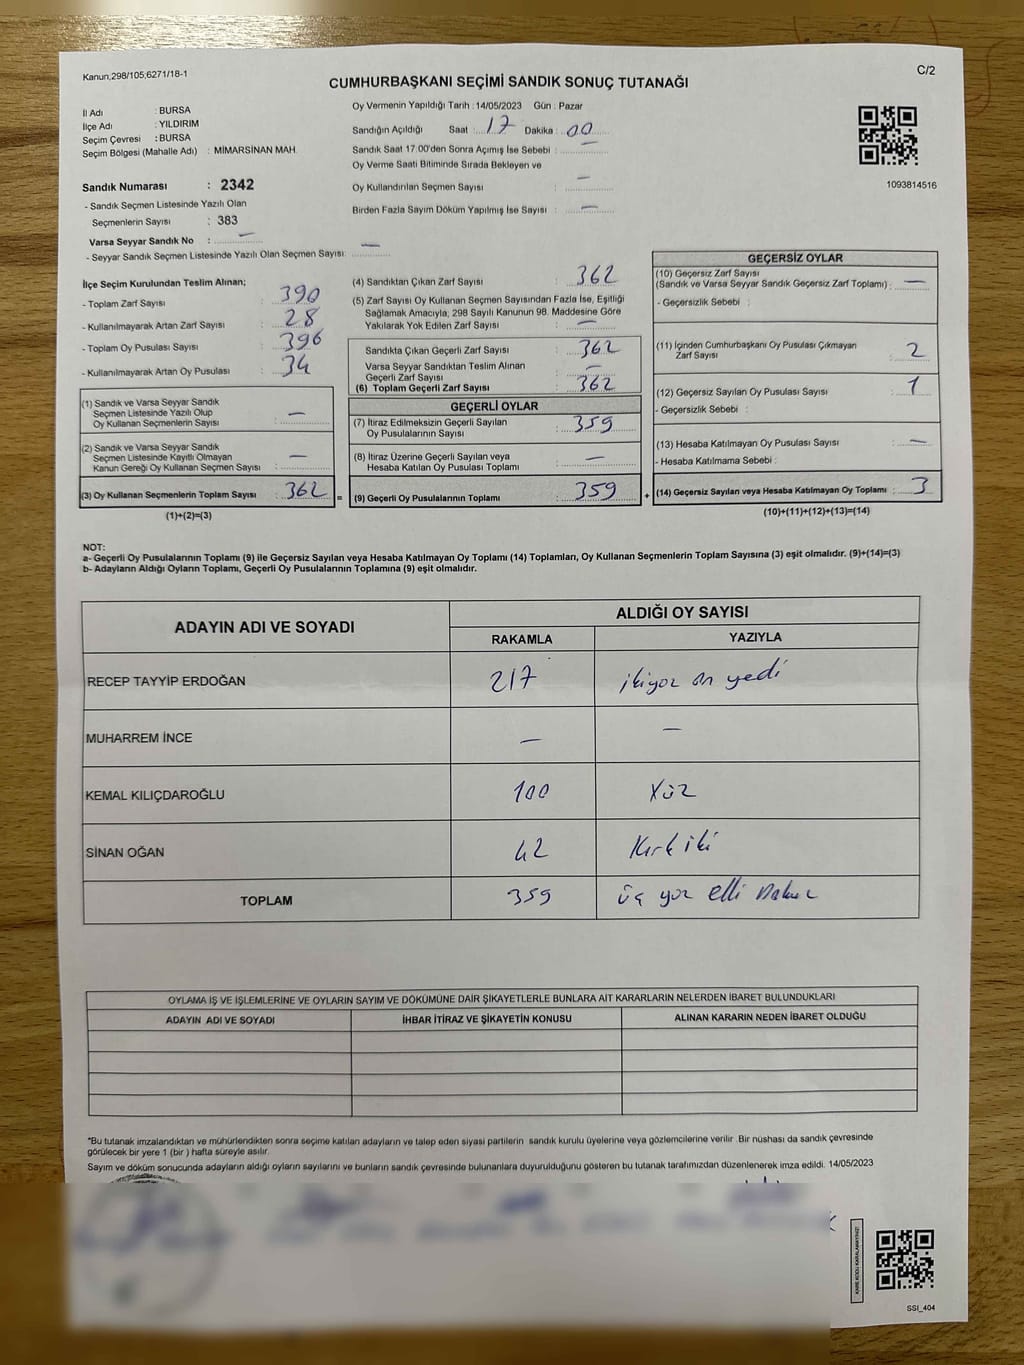 Kanun;298/105;6271/18-1
C/2
CUMHURBAŞKANI SEÇİMİ SANDIK SONUÇ TUTANAĞI
İl Adı : BURSA
İlçe Adı : YILDIRIM
Seçim Çevresi : BURSA
Seçim Bölgesi (Mahalle Adı) : MİMARSİNAN MAH.
Sandık Numarası : 2342
- Sandık Seçmen Listesinde Yazılı Olan
Seçmenlerin Sayısı : 383
Varsa Seyyar Sandık No : —
- Seyyar Sandık Seçmen Listesinde Yazılı Olan Seçmen Sayısı: —
Oy Vermenin Yapıldığı Tarih : 14/05/2023 Gün : Pazar
Sandığın Açıldığı Saat : 17 Dakika : 00
Sandık Saat 17:00'den Sonra Açımış İse Sebebi : —
Oy Verme Saati Bitiminde Sırada Bekleyen ve
Oy Kullandırılan Seçmen Sayısı : —
Birden Fazla Sayım Döküm Yapılmış İse Sayısı : —
1093814516
İlçe Seçim Kurulundan Teslim Alınan;
- Toplam Zarf Sayısı : 390
- Kullanılmayarak Artan Zarf Sayısı : 28
- Toplam Oy Pusulası Sayısı : 396
- Kullanılmayarak Artan Oy Pusulası : 34
(1) Sandık ve Varsa Seyyar Sandık
Seçmen Listesinde Yazılı Olup
Oy Kullanan Seçmenlerin Sayısı : —
(2) Sandık ve Varsa Seyyar Sandık
Seçmen Listesinde Kayıtlı Olmayan
Kanun Gereği Oy Kullanan Seçmen Sayısı : —
(3) Oy Kullanan Seçmenlerin Toplam Sayısı : 362 =
(1)+(2)=(3)
(4) Sandıktan Çıkan Zarf Sayısı : 362
(5) Zarf Sayısı Oy Kullanan Seçmen Sayısından Fazla İse, Eşitliği
Sağlamak Amacıyla; 298 Sayılı Kanunun 98. Maddesine Göre
Yakılarak Yok Edilen Zarf Sayısı : —
Sandıkta Çıkan Geçerli Zarf Sayısı : 362
Varsa Seyyar Sandıktan Teslim Alınan
Geçerli Zarf Sayısı : —
(6) Toplam Geçerli Zarf Sayısı : 362
GEÇERLİ OYLAR
(7) İtiraz Edilmeksizin Geçerli Sayılan
Oy Pusulalarının Sayısı : 359
(8) İtiraz Üzerine Geçerli Sayılan veya
Hesaba Katılan Oy Pusulası Toplamı : —
(9) Geçerli Oy Pusulalarının Toplamı : 359 +
GEÇERSİZ OYLAR
(10) Geçersiz Zarf Sayısı
(Sandık ve Varsa Seyyar Sandık Geçersiz Zarf Toplamı) : —
- Geçersizlik Sebebi :
(11) İçinden Cumhurbaşkanı Oy Pusulası Çıkmayan
Zarf Sayısı : 2
(12) Geçersiz Sayılan Oy Pusulası Sayısı : 1
- Geçersizlik Sebebi :
(13) Hesaba Katılmayan Oy Pusulası Sayısı : —
- Hesaba Katılmama Sebebi :
(14) Geçersiz Sayılan veya Hesaba Katılmayan Oy Toplamı : 3
(10)+(11)+(12)+(13)=(14)
NOT:
a- Geçerli Oy Pusulalarının Toplamı (9) ile Geçersiz Sayılan veya Hesaba Katılmayan Oy Toplamı (14) Toplamları, Oy Kullanan Seçmenlerin Toplam Sayısına (3) eşit olmalıdır. (9)+(14)=(3)
b- Adayların Aldığı Oyların Toplamı, Geçerli Oy Pusulalarının Toplamına (9) eşit olmalıdır.
ADAYIN ADI VE SOYADI ALDIĞI OY SAYISI
RAKAMLA YAZIYLA
RECEP TAYYİP ERDOĞAN 217 ikiyüz on yedi
MUHARREM İNCE — —
KEMAL KILIÇDAROĞLU 100 Yüz
SİNAN OĞAN 42 Kırk iki
TOPLAM 359 üç yüz elli Dokuz
OYLAMA İŞ VE İŞLEMLERİNE VE OYLARIN SAYIM VE DÖKÜMÜNE DAİR ŞİKAYETLERLE BUNLARA AİT KARARLARIN NELERDEN İBARET BULUNDUKLARI
ADAYIN ADI VE SOYADI İHBAR İTİRAZ VE ŞİKAYETİN KONUSU ALINAN KARARIN NEDEN İBARET OLDUĞU
*Bu tutanak imzalandıktan ve mühürlendikten sonra seçime katılan adayların ve talep eden siyasi partilerin sandık kurulu üyelerine veya gözlemcilerine verilir. Bir nüshası da sandık çevresinde
görülecek bir yere 1 (bir ) hafta süreyle asılır.
Sayım ve döküm sonucunda adayların aldığı oyların sayılarını ve bunların sandık çevresinde bulunanlara duyurulduğunu gösteren bu tutanak tarafımızdan düzenlenerek imza edildi. 14/05/2023
KARE KODU KARALAMAYINIZ!
SSI_404